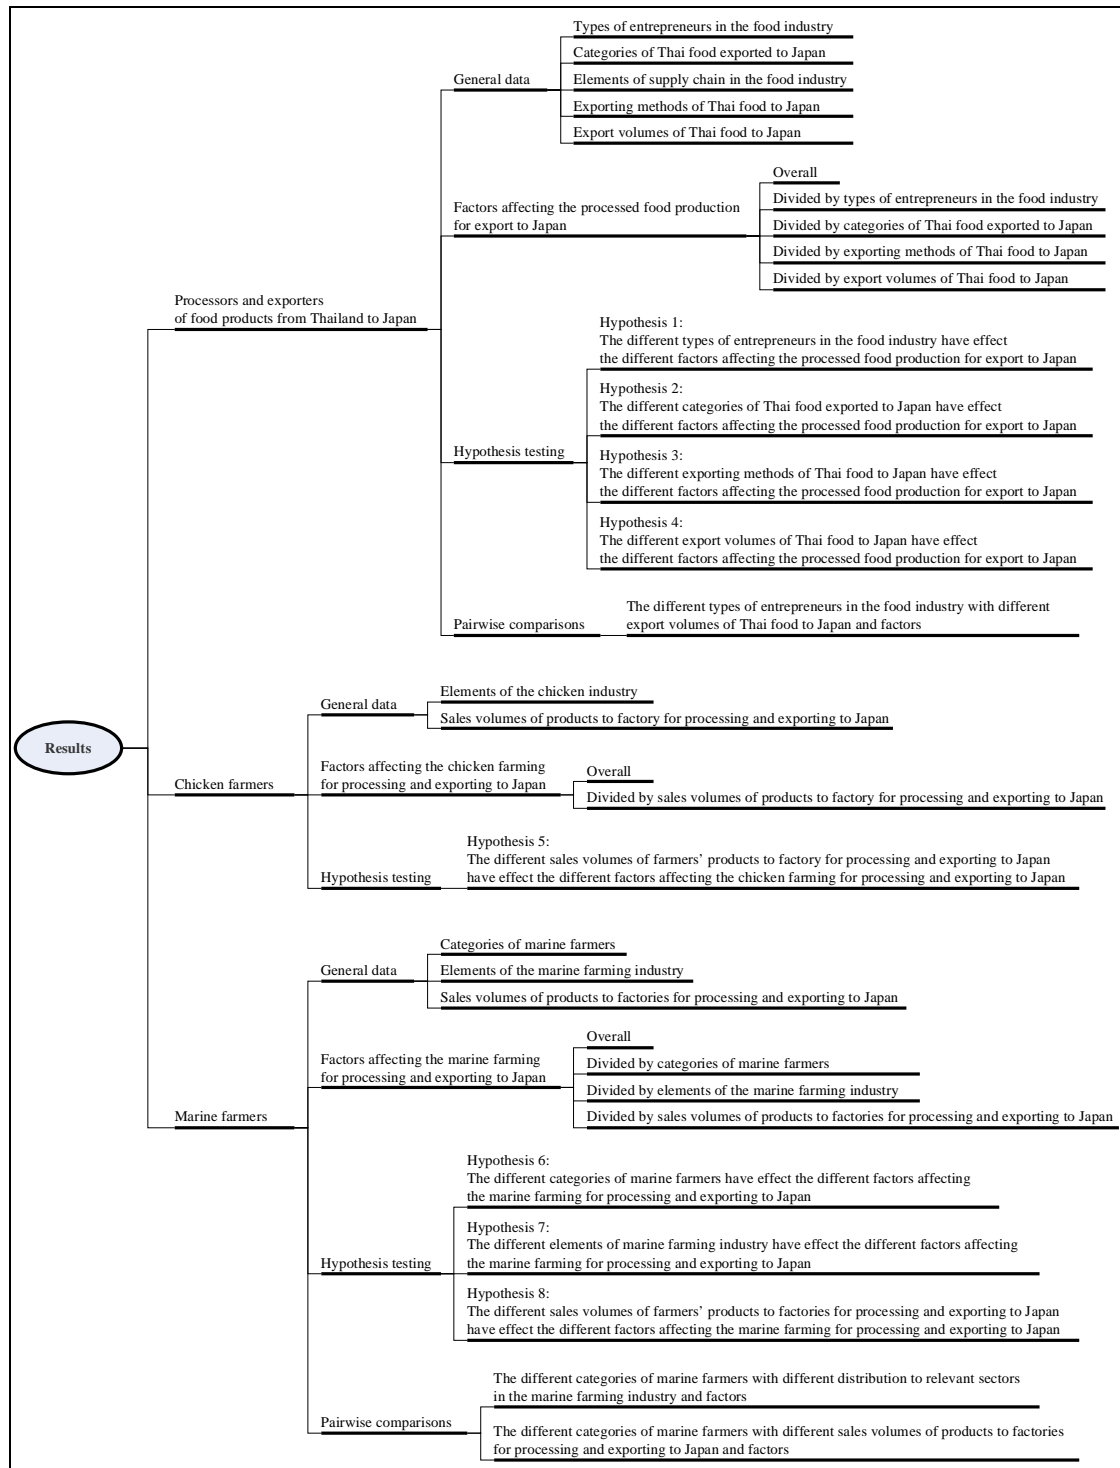 Types of entrepreneurs in the food industry
Categories of Thai food exported to Japan
General data
Elements of supply chain in the food industry
Exporting methods of Thai food to Japan
Export volumes of Thai food to Japan
Overall
Divided by types of entrepreneurs in the food industry
Factors affecting the processed food production
for export to Japan
Divided by categories of Thai food exported to Japan
Divided by exporting methods of Thai food to Japan
Divided by export volumes of Thai food to Japan
Processors and exporters
of food products from Thailand to Japan
Hypothesis 1:
The different types of entrepreneurs in the food industry have effect
the different factors affecting the processed food production for export to Japan
Hypothesis 2:
The different categories of Thai food exported to Japan have effect
the different factors affecting the processed food production for export to Japan
Hypothesis testing
Hypothesis 3:
The different exporting methods of Thai food to Japan have effect
the different factors affecting the processed food production for export to Japan
Hypothesis 4:
The different export volumes of Thai food to Japan have effect
the different factors affecting the processed food production for export to Japan
Pairwise comparisons
The different types of entrepreneurs in the food industry with different
export volumes of Thai food to Japan and factors
Results
Elements of the chicken industry
General data
Sales volumes of products to factory for processing and exporting to Japan
Chicken farmers
Factors affecting the chicken farming
for processing and exporting to Japan
Overall
Divided by sales volumes of products to factory for processing and exporting to Japan
Hypothesis testing
Hypothesis 5:
The different sales volumes of farmers’ products to factory for processing and exporting to Japan
have effect the different factors affecting the chicken farming for processing and exporting to Japan
Categories of marine farmers
General data
Elements of the marine farming industry
Sales volumes of products to factories for processing and exporting to Japan
Overall
Factors affecting the marine farming
for processing and exporting to Japan
Divided by categories of marine farmers
Divided by elements of the marine farming industry
Divided by sales volumes of products to factories for processing and exporting to Japan
Marine farmers
Hypothesis 6:
The different categories of marine farmers have effect the different factors affecting
the marine farming for processing and exporting to Japan
Hypothesis testing
Hypothesis 7:
The different elements of marine farming industry have effect the different factors affecting
the marine farming for processing and exporting to Japan
Hypothesis 8:
The different sales volumes of farmers’ products to factories for processing and exporting to Japan
have effect the different factors affecting the marine farming for processing and exporting to Japan
Pairwise comparisons
The different categories of marine farmers with different distribution to relevant sectors
in the marine farming industry and factors
The different categories of marine farmers with different sales volumes of products to factories
for processing and exporting to Japan and factors